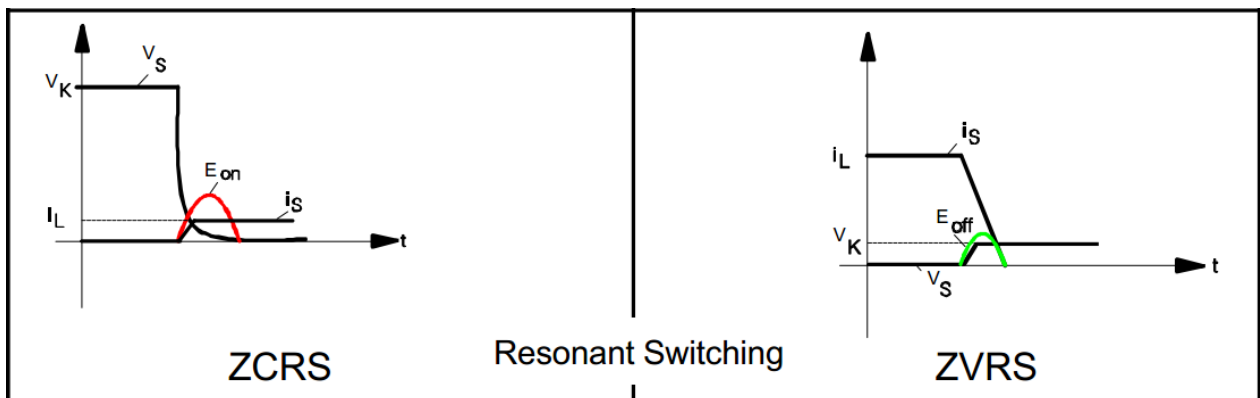 VS
VK
Eon
IL
iS
t
ZCRS
Resonant Switching
iS
iL
Eoff
VK
VS
t
ZVRS